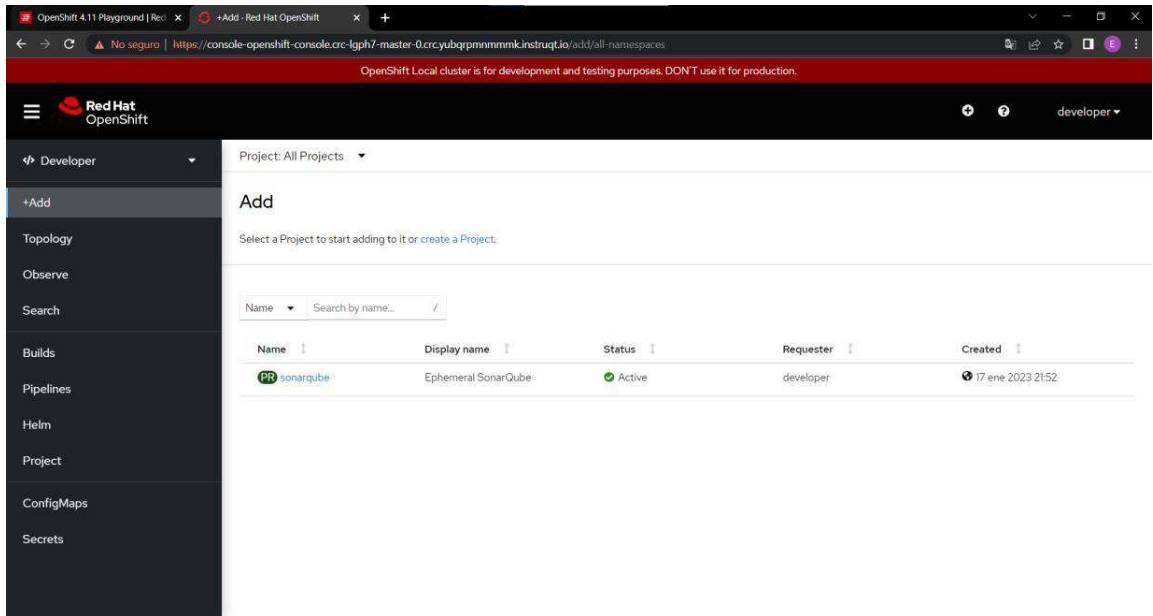 OpenShift 4.11 Playground | Red
+Add · Red Hat OpenShift
No seguro | https://console-openshift-console.crc-lgph7-master-0.crc.yubqrpmnmmmk.instruqt.io/add/all-namespaces
E
OpenShift Local cluster is for development and testing purposes. DON'T use it for production.
Red Hat
OpenShift
developer
</> Developer
Project: All Projects
+Add
Add
Topology
Select a Project to start adding to it or create a Project.
Observe
Search
Name Search by name... /
Builds
Name Display name Status Requester Created
PR sonarqube Ephemeral SonarQube Active developer 17 ene 2023 21:52
Pipelines
Helm
Project
ConfigMaps
Secrets